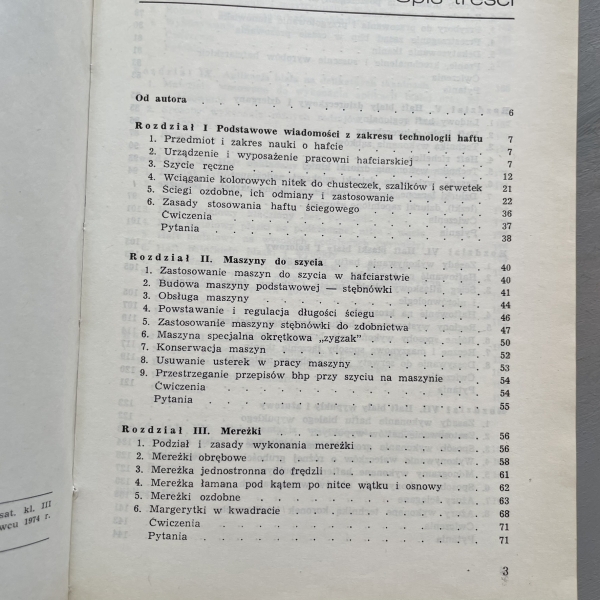 Spis treści
Od autora 6
Rozdział I Podstawowe wiadomości z zakresu technologii haftu 7
1. Przedmiot i zakres nauki o hafcie 7
2. Urządzenie i wyposażenie pracowni hafciarskiej 7
3. Szycie ręczne 12
4. Wciąganie kolorowych nitek do chusteczek, szalików i serwetek 21
5. Ściegi ozdobne, ich odmiany i zastosowanie 22
6. Zasady stosowania haftu ściegowego 36
Ćwiczenia 37
Pytania 38
Rozdział II. Maszyny do szycia 40
1. Zastosowanie maszyn do szycia w hafciarstwie 40
2. Budowa maszyny podstawowej — stębnówki 41
3. Obsługa maszyny 44
4. Powstawanie i regulacja długości ściegu 46
5. Zastosowanie maszyny stębnówki do zdobnictwa 47
6. Maszyna specjalna okrętkowa „zygzak” 50
7. Konserwacja maszyn 52
8. Usuwanie usterek w pracy maszyny 53
9. Przestrzeganie przepisów bhp przy szyciu na maszynie 54
Ćwiczenia 54
Pytania 55
Rozdział III. Mereżki 56
1. Podział i zasady wykonania mereżki 56
2. Mereżki obrębowe 58
3. Mereżka jednostronna do frędzli 61
4. Mereżka łamana pod kątem po nitce wątku i osnowy 62
5. Mereżki ozdobne 63
6. Margerytki w kwadracie 68
Ćwiczenia 71
Pytania 71
3
sat. kl. III
wcu 1974 r.